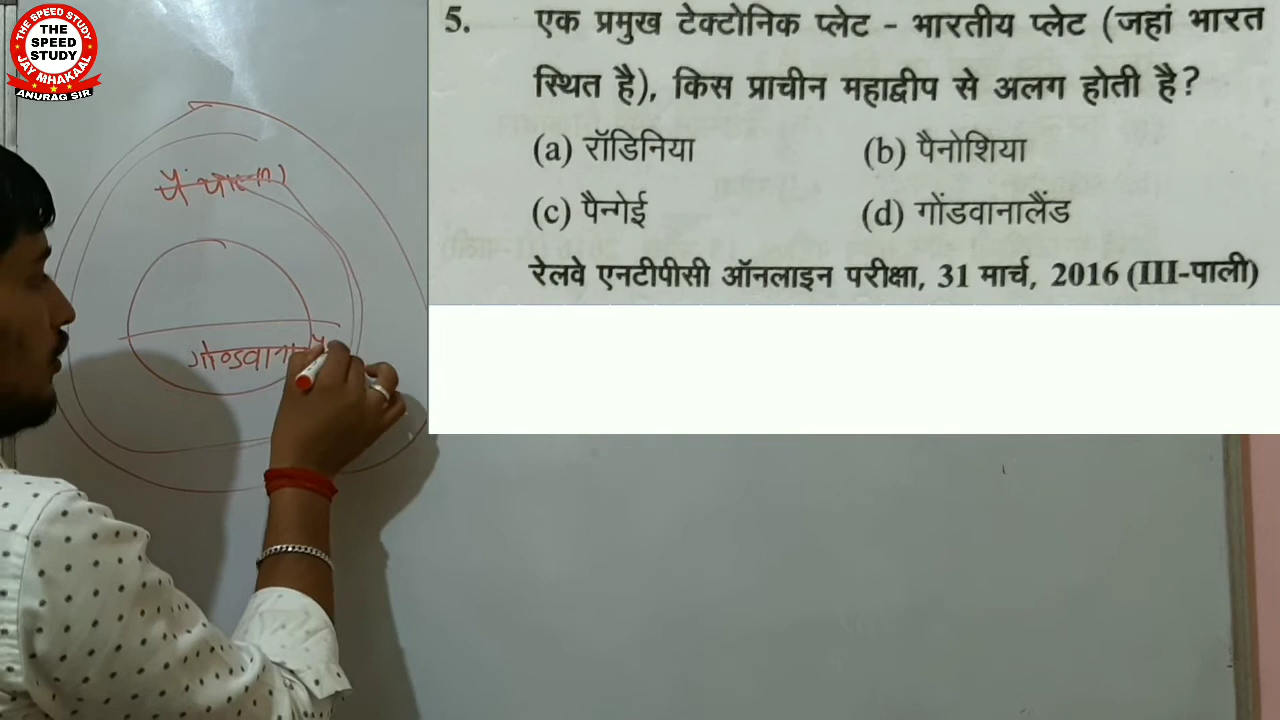 THE SPEED STUDY
THE
SPEED
STUDY
JAY MHAKAAL
ANURAG SIR
5. एक प्रमुख टेक्टोनिक प्लेट - भारतीय प्लेट (जहां भारत
स्थित है), किस प्राचीन महाद्वीप से अलग होती है?
(a) रॉडिनिया (b) पैनोशिया
(c) पैन्गेई (d) गोंडवानालैंड
रेलवे एनटीपीसी ऑनलाइन परीक्षा, 31 मार्च, 2016 (III-पाली)